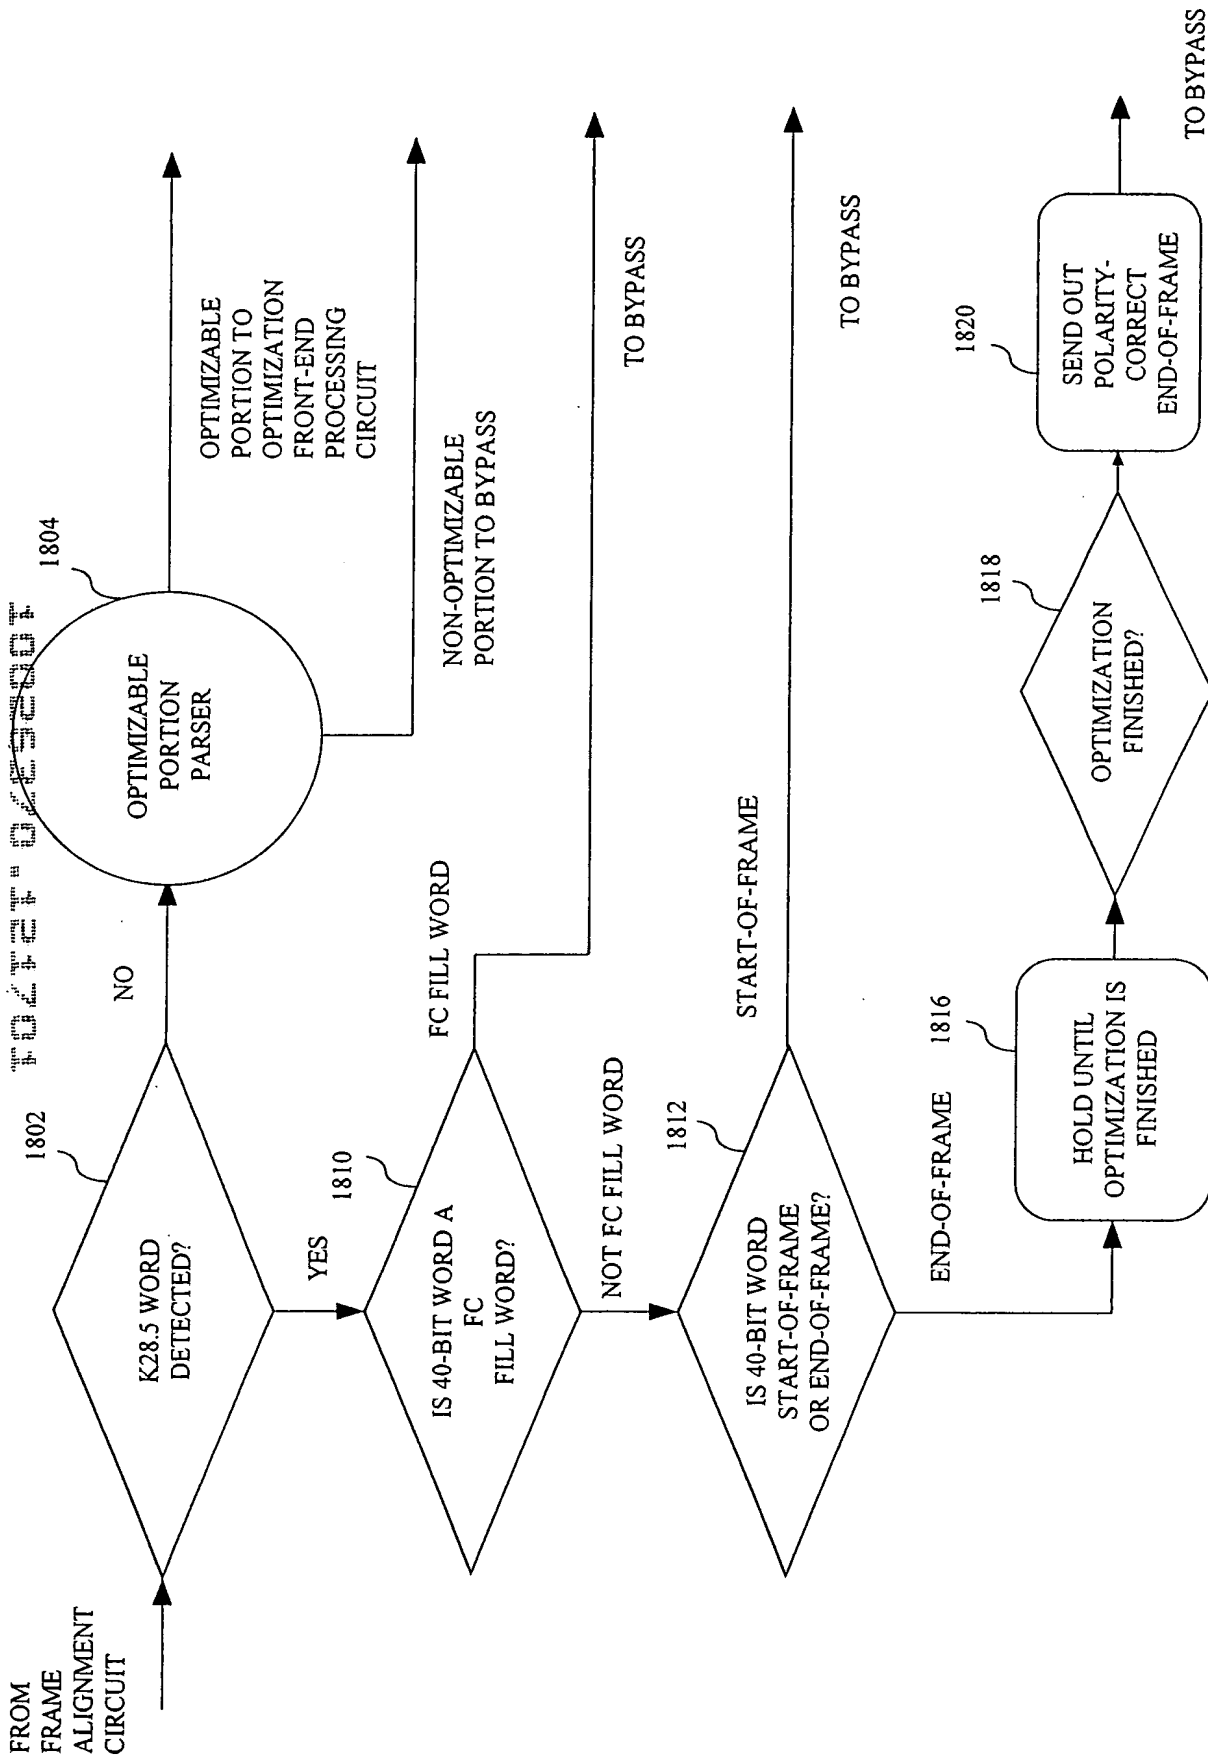 FROM
FRAME
ALIGNMENT
CIRCUIT
1802
K28.5 WORD
DETECTED?
NO
1804
OPTIMIZABLE
PORTION
PARSER
OPTIMIZABLE
PORTION TO
OPTIMIZATION
FRONT-END
PROCESSING
CIRCUIT
NON-OPTIMIZABLE
PORTION TO BYPASS
YES
1810
IS 40-BIT WORD A
FC
FILL WORD?
FC FILL WORD
TO BYPASS
NOT FC FILL WORD
1812
IS 40-BIT WORD
START-OF-FRAME
OR END-OF-FRAME?
START-OF-FRAME
TO BYPASS
END-OF-FRAME
1816
HOLD UNTIL
OPTIMIZATION IS
FINISHED
1818
OPTIMIZATION
FINISHED?
1820
SEND OUT
POLARITY-
CORRECT
END-OF-FRAME
TO BYPASS